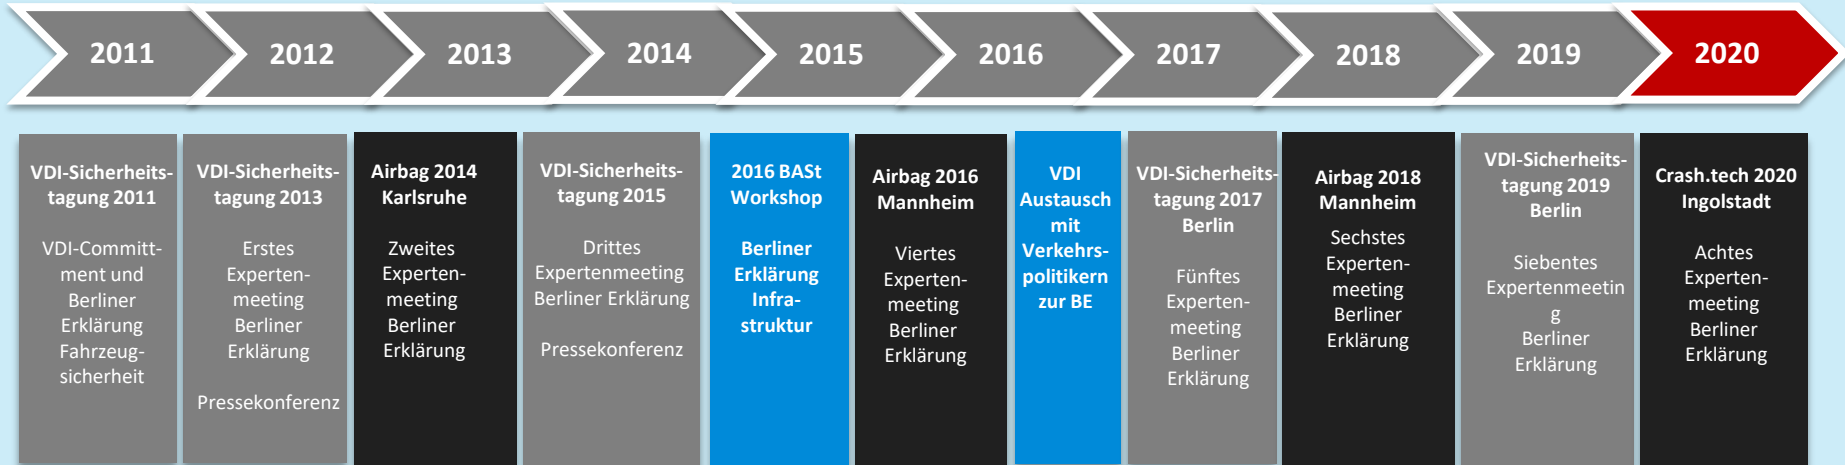 2011
2012
2013
2014
2015
2016
2017
2018
2019
2020
VDI-Sicherheits-
tagung 2011
VDI-Committ-
ment und
Berliner
Erklärung
Fahrzeug-
sicherheit
VDI-Sicherheits-
tagung 2013
Erstes
Experten-
meeting
Berliner
Erklärung
Pressekonferenz
Airbag 2014
Karlsruhe
Zweites
Experten-
meeting
Berliner
Erklärung
VDI-Sicherheits-
tagung 2015
Drittes
Expertenmeeting
Berliner Erklärung
Pressekonferenz
2016 BASt
Workshop
Berliner
Erklärung
Infra-
struktur
Airbag 2016
Mannheim
Viertes
Experten-
meeting
Berliner
Erklärung
VDI
Austausch
mit
Verkehrs-
politikern
zur BE
VDI-Sicherheits-
tagung 2017
Berlin
Fünftes
Experten-
meeting
Berliner
Erklärung
Airbag 2018
Mannheim
Sechstes
Experten-
meeting
Berliner
Erklärung
VDI-Sicherheits-
tagung 2019
Berlin
Siebentes
Expertenmeetin
g
Berliner
Erklärung
Crash.tech 2020
Ingolstadt
Achtes
Experten-
meeting
Berliner
Erklärung